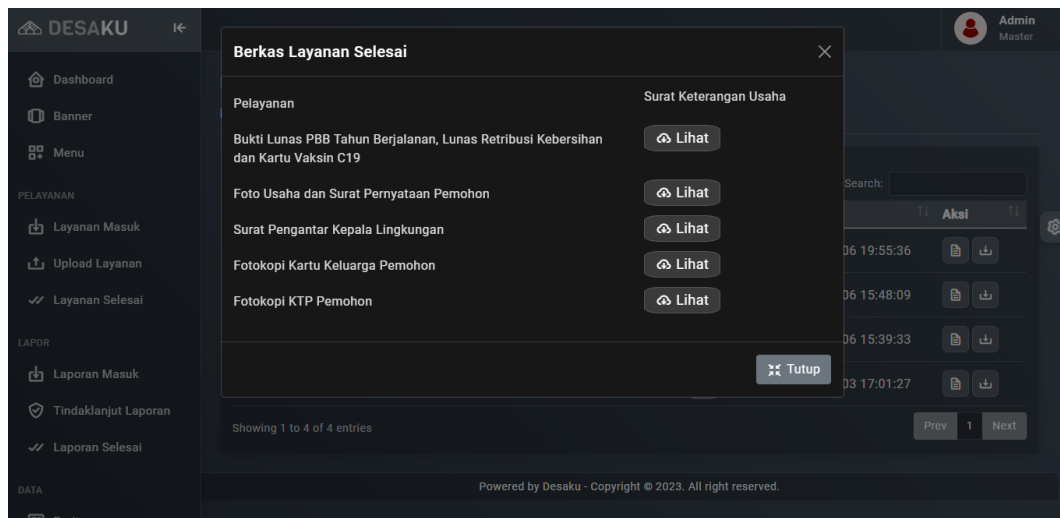 DESAKU
Admin
Master
Berkas Layanan Selesai
Dashboard
Banner
Menu
PELAYANAN
Layanan Masuk
Upload Layanan
Layanan Selesai
LAPOR
Laporan Masuk
Tindaklanjut Laporan
Laporan Selesai
DATA
Pelayanan
Surat Keterangan Usaha
Bukti Lunas PBB Tahun Berjalanan, Lunas Retribusi Kebersihan
dan Kartu Vaksin C19
Lihat
Foto Usaha dan Surat Pernyataan Pemohon
Lihat
Surat Pengantar Kepala Lingkungan
Lihat
Fotokopi Kartu Keluarga Pemohon
Lihat
Fotokopi KTP Pemohon
Lihat
Tutup
Search:
Aksi
06 19:55:36
06 15:48:09
06 15:39:33
03 17:01:27
Showing 1 to 4 of 4 entries
Prev 1 Next
Powered by Desaku - Copyright © 2023. All right reserved.